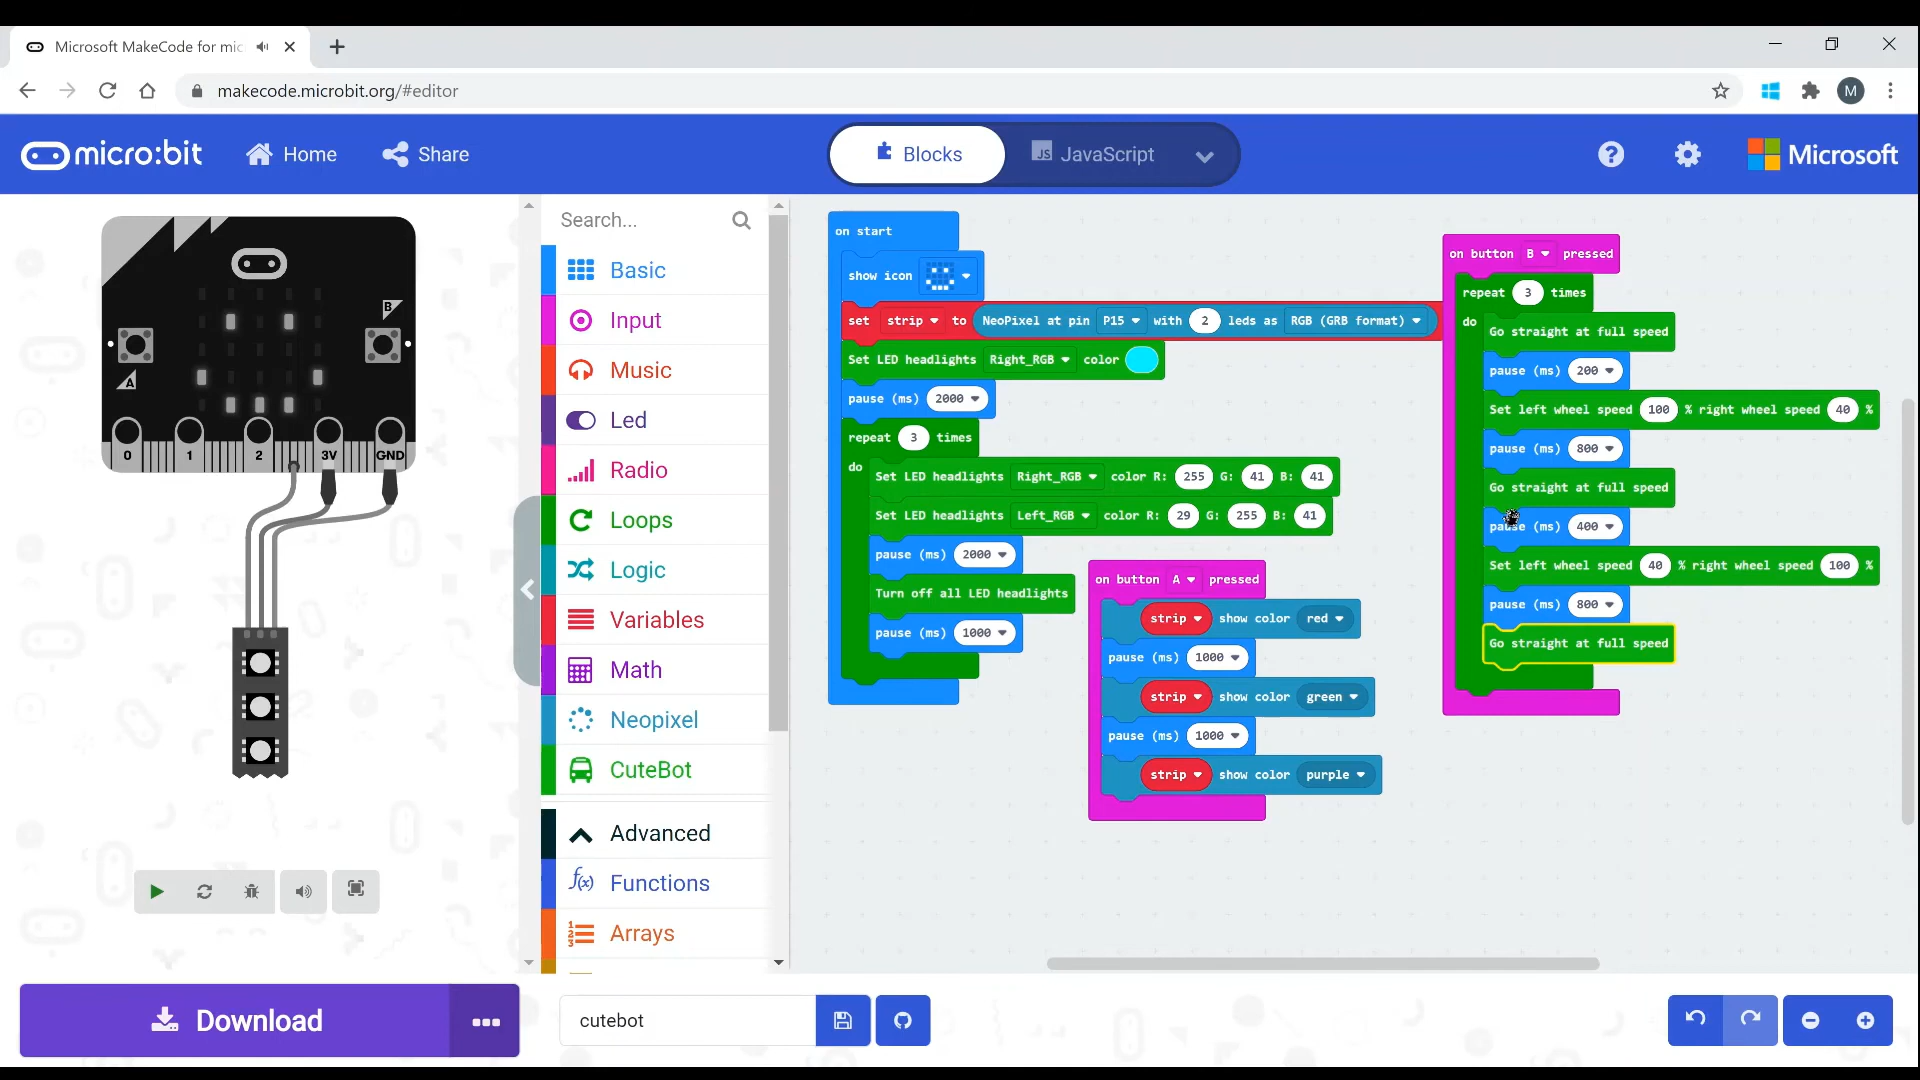 Microsoft MakeCode for mic
makecode.microbit.org/#editor
M
micro:bit
Home
Share
Blocks
JS
JavaScript
?
Microsoft
B
A
0
1
2
3V
GND
Search...
Basic
Input
Music
Led
Radio
Loops
Logic
Variables
Math
Neopixel
CuteBot
Advanced
f(x) Functions
Arrays
on start
show icon
set strip to NeoPixel at pin P15 with 2 leds as RGB (GRB format)
Set LED headlights Right_RGB color
pause (ms) 2000
repeat 3 times
do
Set LED headlights Right_RGB color R: 255 G: 41 B: 41
Set LED headlights Left_RGB color R: 29 G: 255 B: 41
pause (ms) 2000
Turn off all LED headlights
pause (ms) 1000
on button A pressed
strip show color red
pause (ms) 1000
strip show color green
pause (ms) 1000
strip show color purple
on button B pressed
repeat 3 times
do
Go straight at full speed
pause (ms) 200
Set left wheel speed 100 % right wheel speed 40 %
pause (ms) 800
Go straight at full speed
pause (ms) 400
Set left wheel speed 40 % right wheel speed 100 %
pause (ms) 800
Go straight at full speed
Download
cutebot